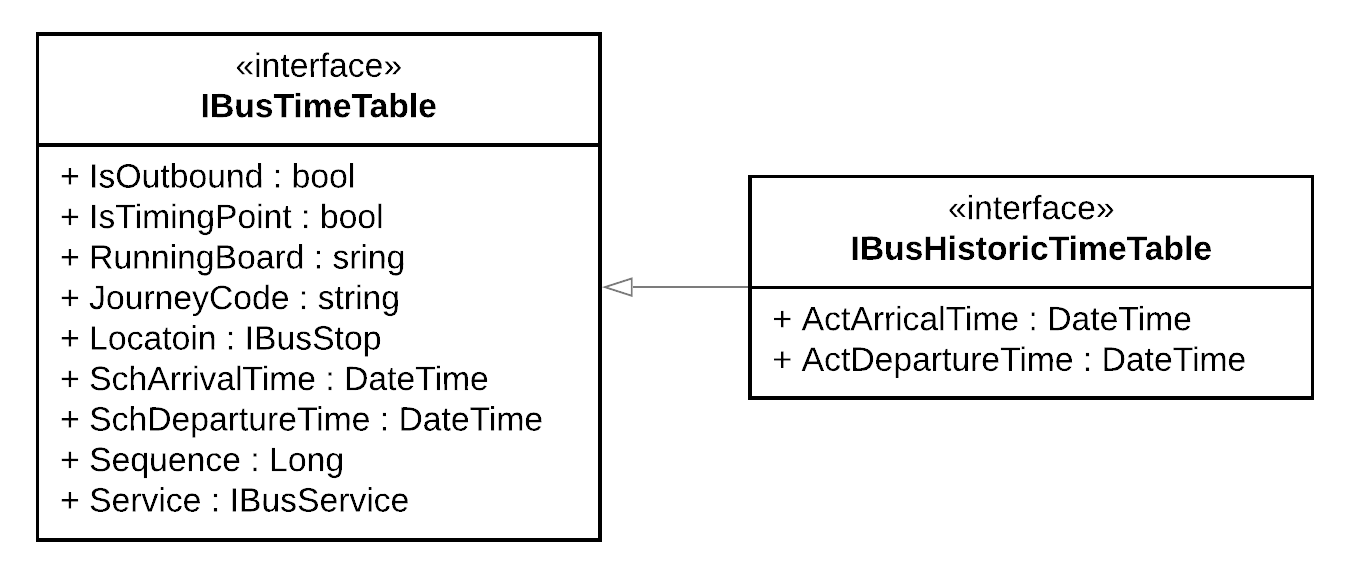 «interface»
IBusTimeTable
+ IsOutbound : bool
+ IsTimingPoint : bool
+ RunningBoard : sring
+ JourneyCode : string
+ Locatoin : IBusStop
+ SchArrivalTime : DateTime
+ SchDepartureTime : DateTime
+ Sequence : Long
+ Service : IBusService
«interface»
IBusHistoricTimeTable
+ ActArricalTime : DateTime
+ ActDepartureTime : DateTime